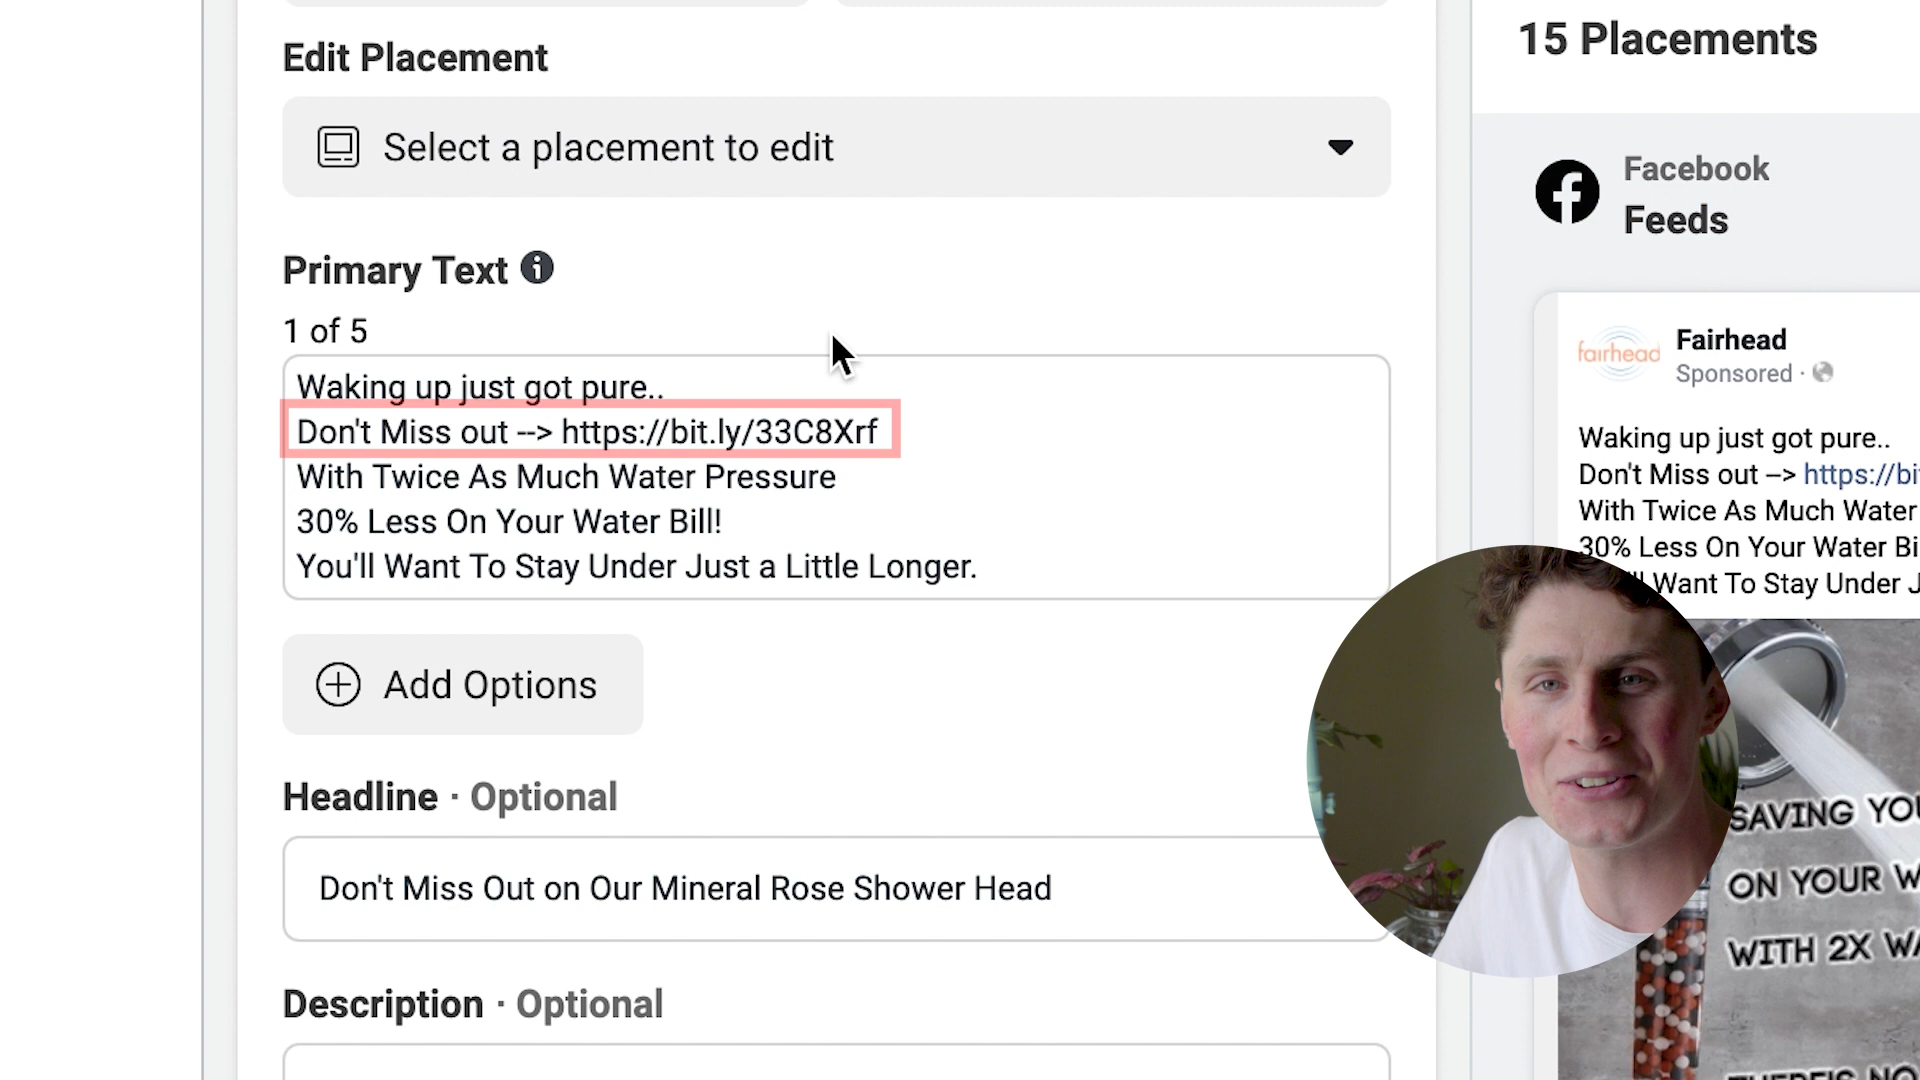 Edit Placement
Select a placement to edit
Primary Text
1 of 5
Waking up just got pure..
Don't Miss out --> https://bit.ly/33C8Xrf
With Twice As Much Water Pressure
30% Less On Your Water Bill!
You'll Want To Stay Under Just a Little Longer.
Add Options
Headline · Optional
Don't Miss Out on Our Mineral Rose Shower Head
Description · Optional
15 Placements
Facebook
Feeds
fairhead
Fairhead
Sponsored ·
Waking up just got pure..
Don't Miss out --> https://bi
With Twice As Much Water
30% Less On Your Water Bi
Want To Stay Under J
SAVING YOU
ON YOUR W
WITH 2X WA
THERE'S NO